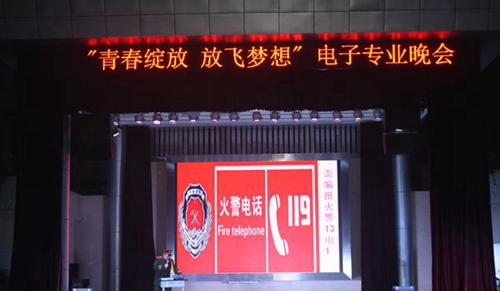 "青春绽放 放飞梦想" 电子专业晚会
火警电话
Fire telephone
119